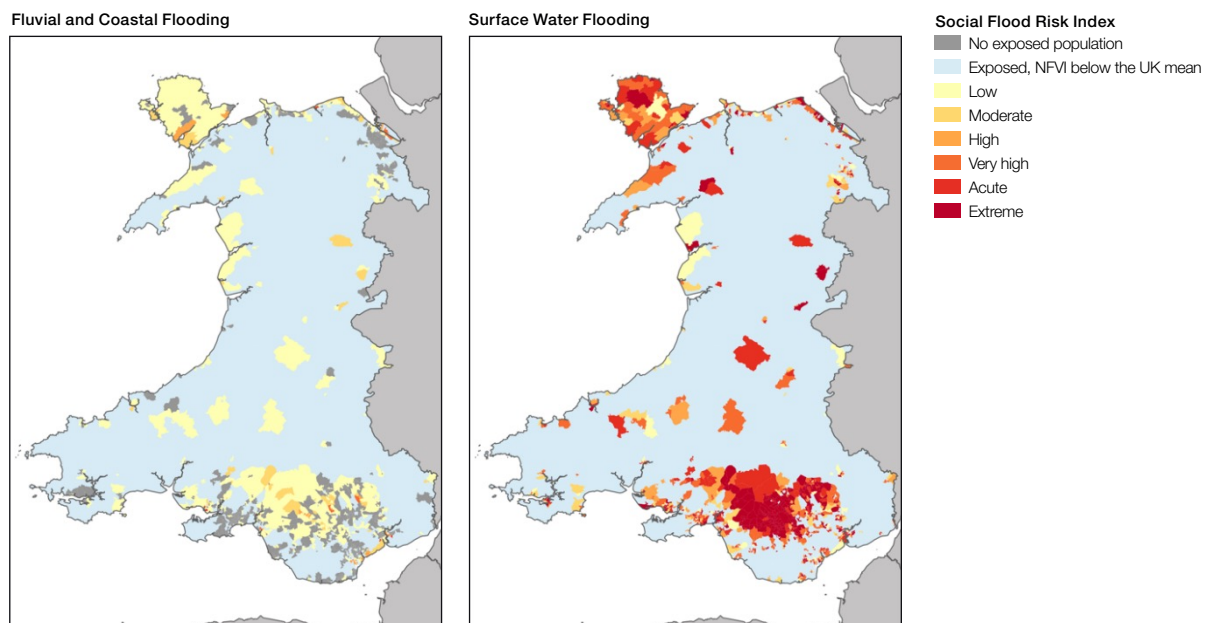 Fluvial and Coastal Flooding
Surface Water Flooding
Social Flood Risk Index
No exposed population
Exposed, NFVI below the UK mean
Low
Moderate
High
Very high
Acute
Extreme